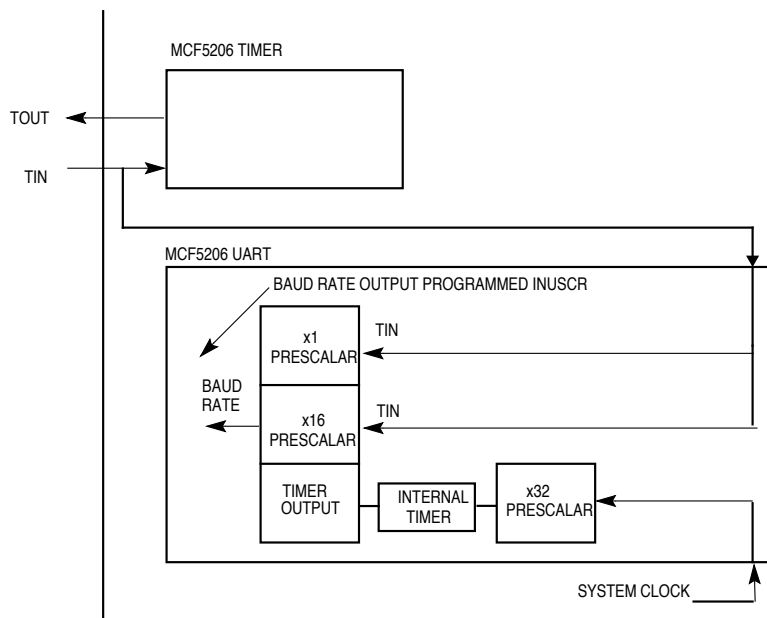 MCF5206 TIMER
TOUT
TIN
MCF5206 UART
BAUD RATE OUTPUT PROGRAMMED INUSCR
x1
PRESCALAR
TIN
BAUD
RATE
x16
PRESCALAR
TIN
TIMER
OUTPUT
INTERNAL
TIMER
x32
PRESCALAR
SYSTEM CLOCK